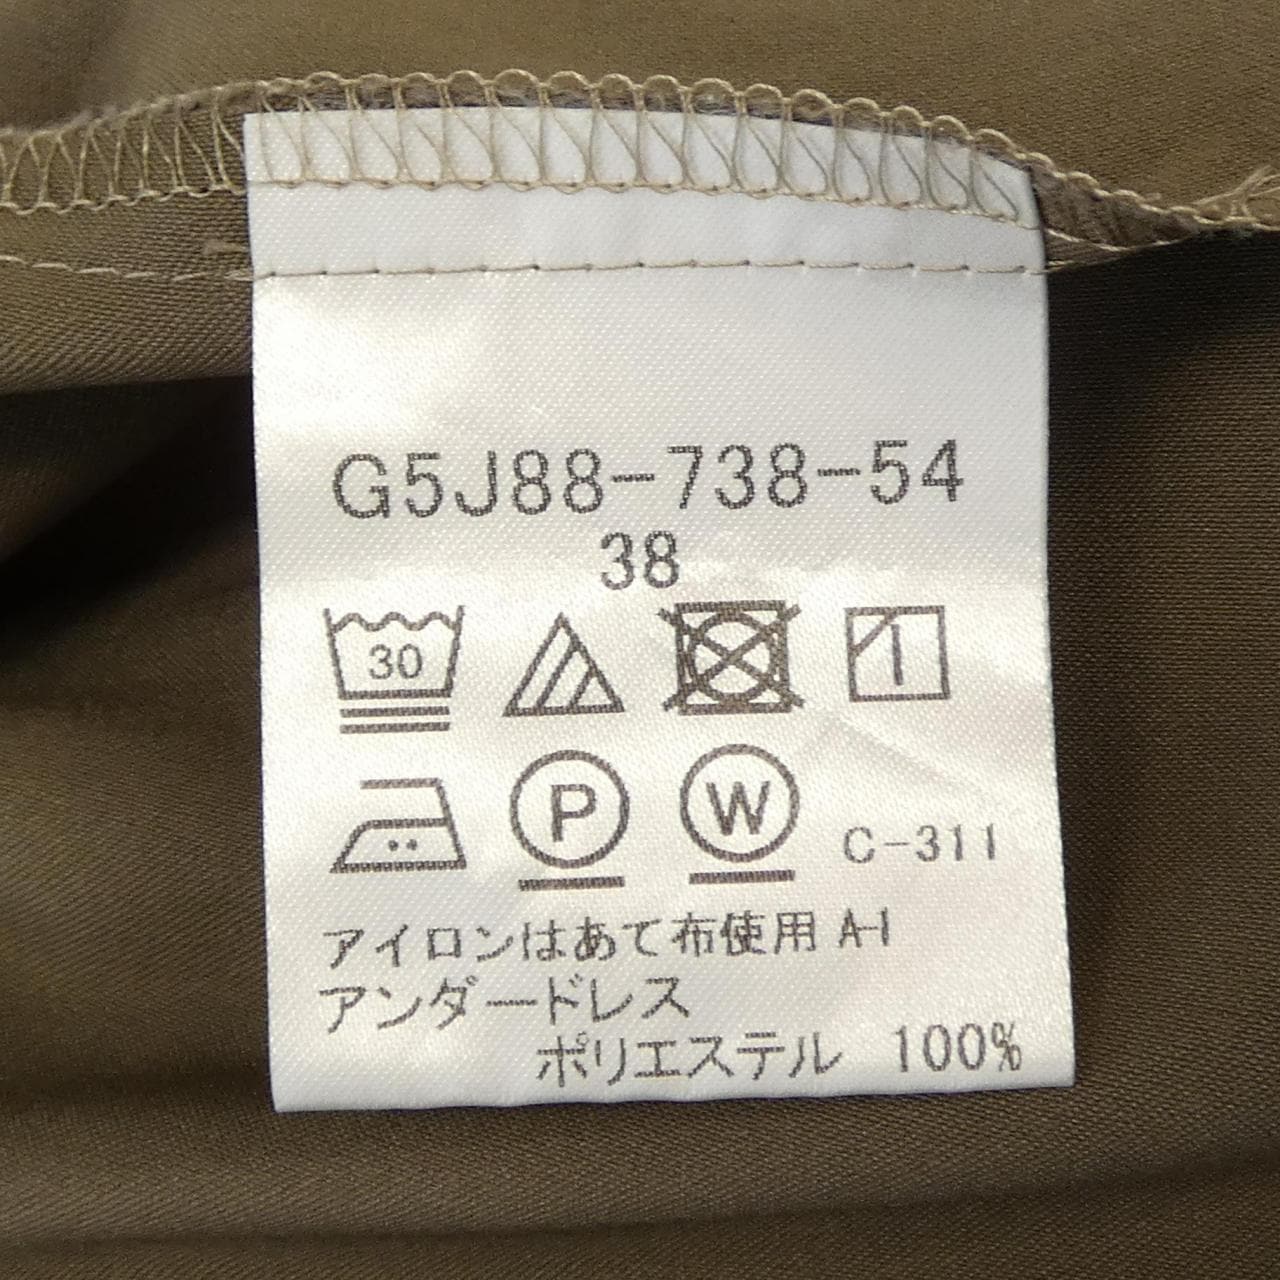 G5J88-738-54
38
30
P W C-311
アイロンはあて布使用 A-1
アンダードレス
ポリエステル 100%